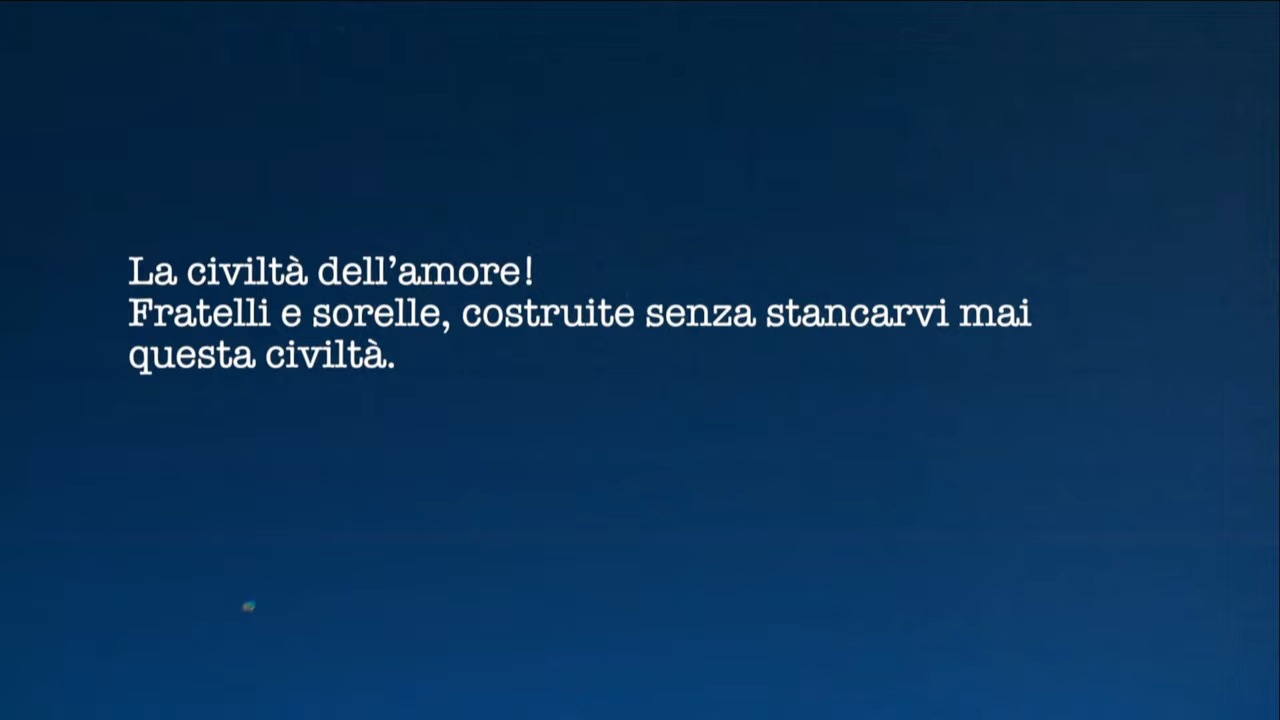 La civiltà dell’amore!
Fratelli e sorelle, costruite senza stancarvi mai
questa civiltà.